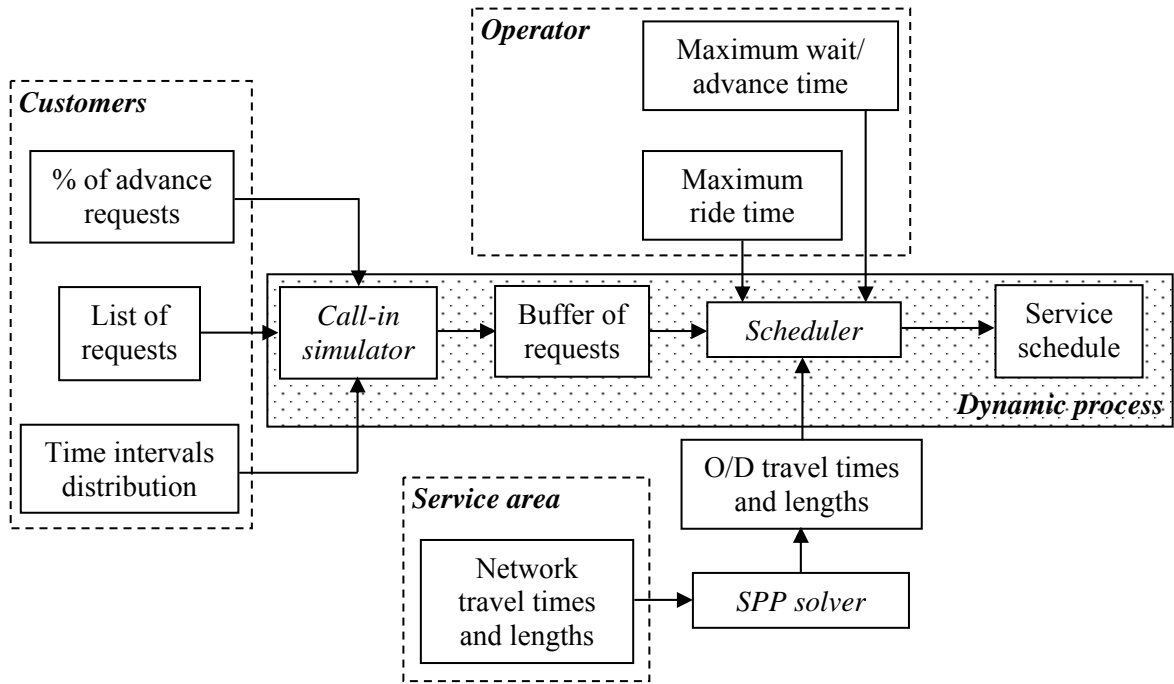 Operator
Maximum wait/
advance time
Customers
% of advance
requests
Maximum
ride time
List of
requests
Call-in
simulator
Buffer of
requests
Scheduler
Service
schedule
Dynamic process
Time intervals
distribution
O/D travel times
and lengths
Service area
Network
travel times
and lengths
SPP solver